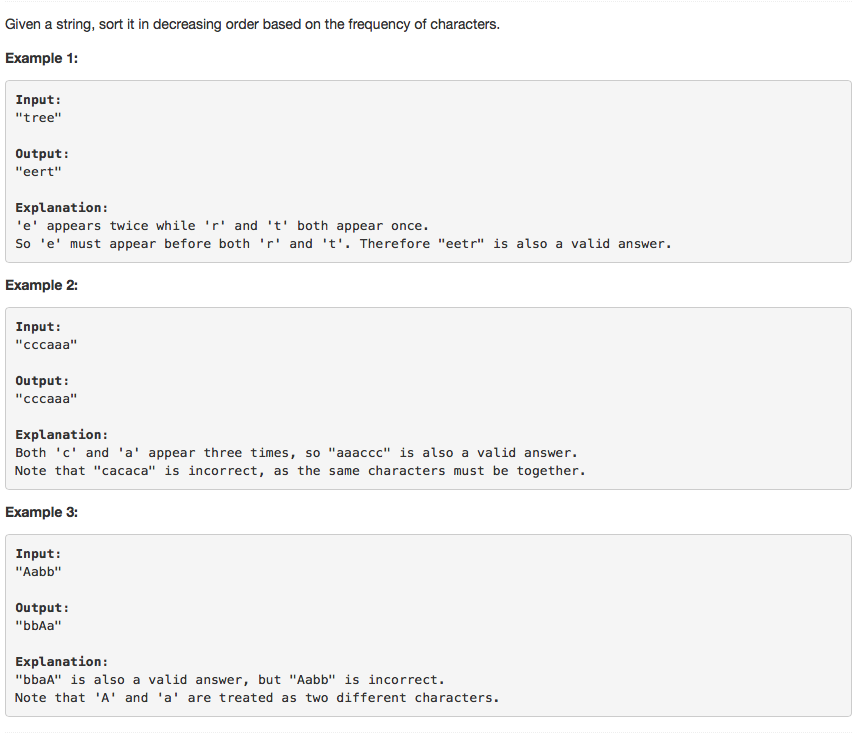 Given a string, sort it in decreasing order based on the frequency of characters.
Example 1:
Input:
"tree"
Output:
"eert"
Explanation:
'e' appears twice while 'r' and 't' both appear once.
So 'e' must appear before both 'r' and 't'. Therefore "eetr" is also a valid answer.
Example 2:
Input:
"cccaaa"
Output:
"cccaaa"
Explanation:
Both 'c' and 'a' appear three times, so "aaaccc" is also a valid answer.
Note that "cacaca" is incorrect, as the same characters must be together.
Example 3:
Input:
"Aabb"
Output:
"bbAa"
Explanation:
"bbaA" is also a valid answer, but "Aabb" is incorrect.
Note that 'A' and 'a' are treated as two different characters.